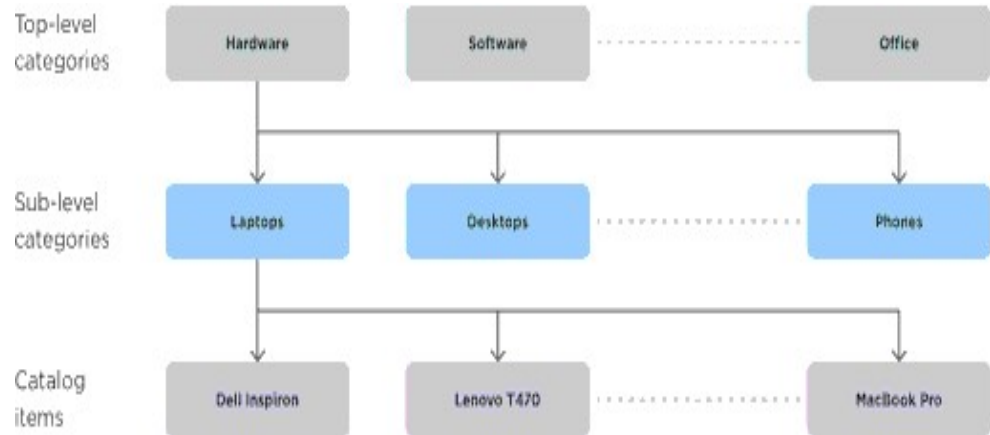 Top-level
categories
Hardware
Software
Office
Sub-level
categories
Laptops
Desktops
Phones
Catalog
items
Dell Inspiron
Lenovo T470
MacBook Pro